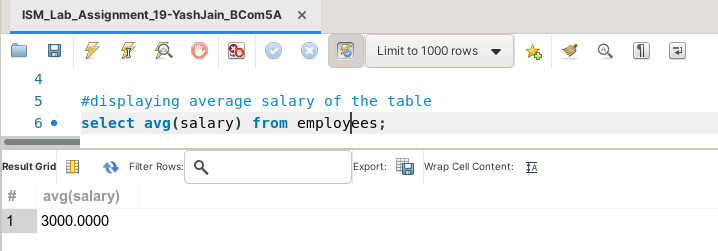 ISM_Lab_Assignment_19-YashJain_BCom5A ×
Limit to 1000 rows
4
5 #displaying average salary of the table
6 select avg(salary) from employees;
Result Grid Filter Rows: Export: Wrap Cell Content: IA
# avg(salary)
1 3000.0000